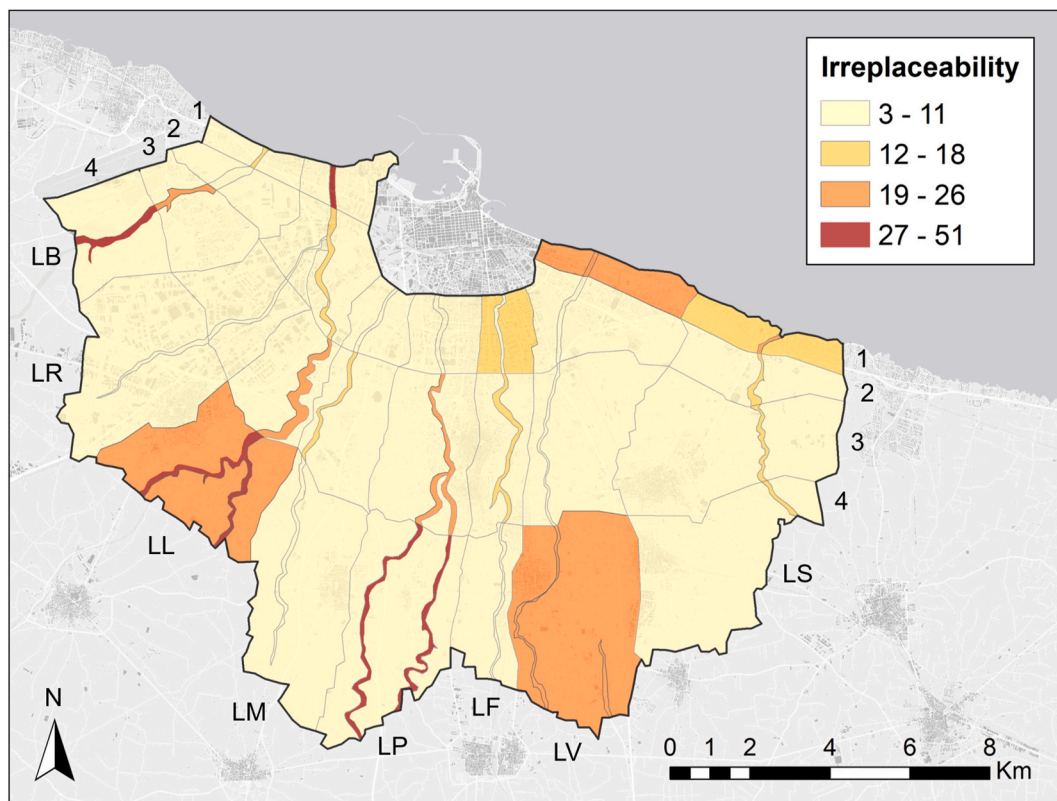 Irreplaceability
3 - 11
12 - 18
19 - 26
27 - 51
1
2
3
4
LB
LR
LL
LM
LP
LF
LV
LS
1
2
3
4
N
0 1 2 4 6 8
Km